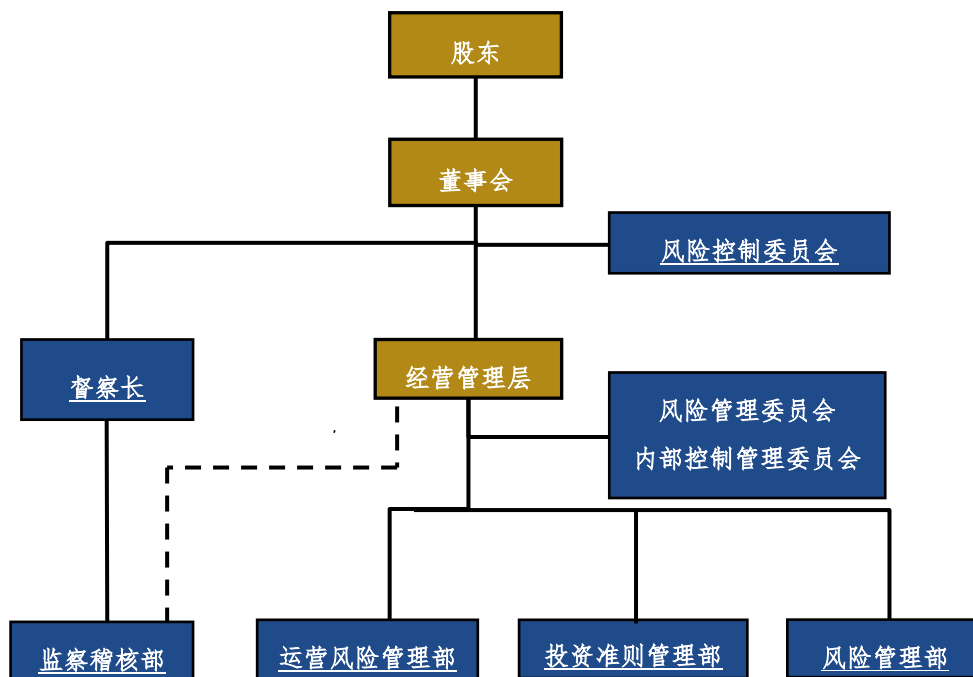 股东
董事会
风险控制委员会
督察长
经营管理层
风险管理委员会
内部控制管理委员会
监察稽核部
运营风险管理部
投资准则管理部
风险管理部